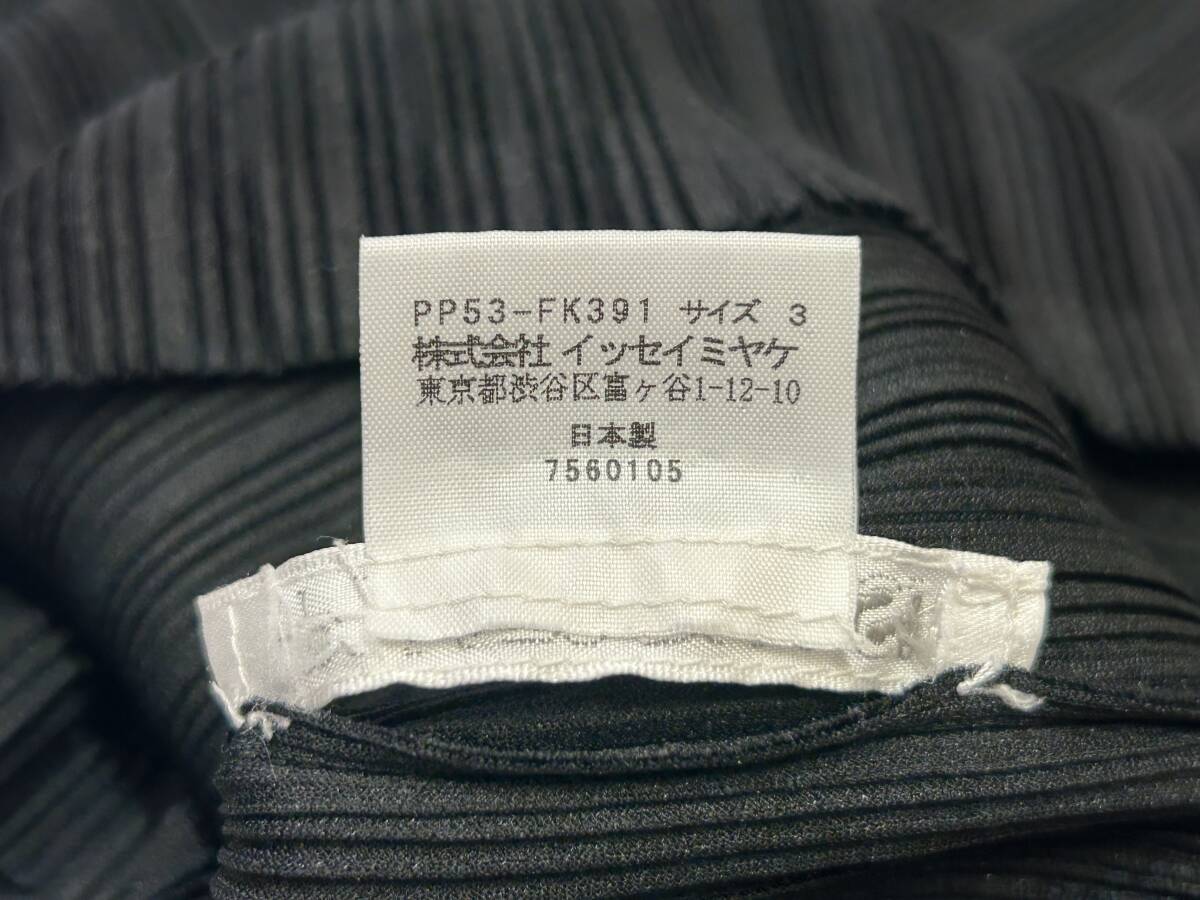 PP53-FK391 サイズ 3
株式会社 イッセイミヤケ
東京都渋谷区富ヶ谷1-12-10
日本製
7560105